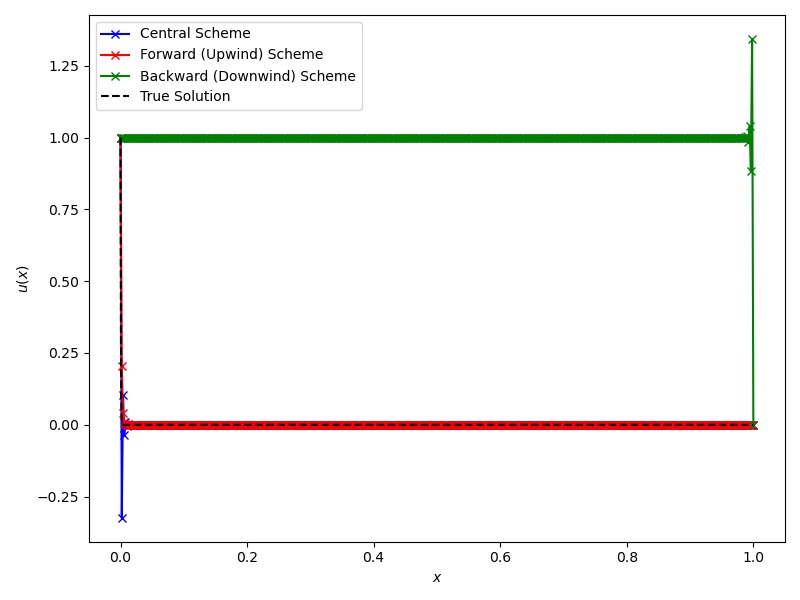 Central Scheme
Forward (Upwind) Scheme
Backward (Downwind) Scheme
True Solution
1.25
1.00
0.75
0.50
0.25
0.00
−0.25
u(x)
0.0 0.2 0.4 0.6 0.8 1.0
x